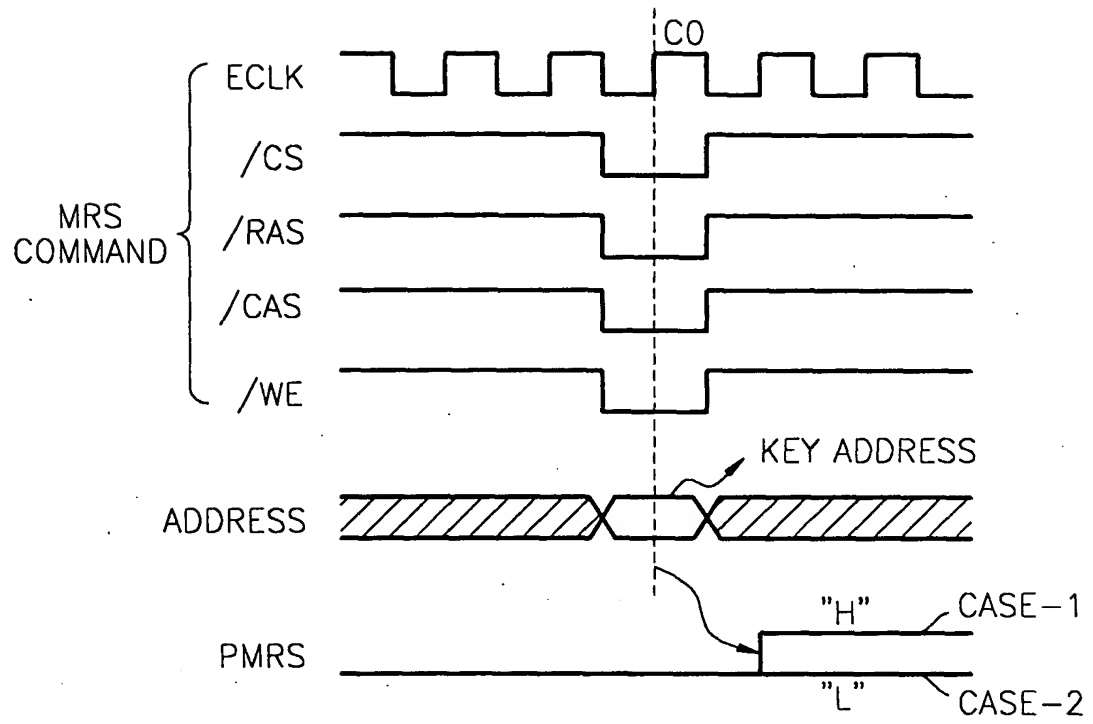 C0
ECLK
/CS
/RAS
MRS
COMMAND
/CAS
/WE
KEY ADDRESS
ADDRESS
"H"
CASE-1
PMRS
"L"
CASE-2